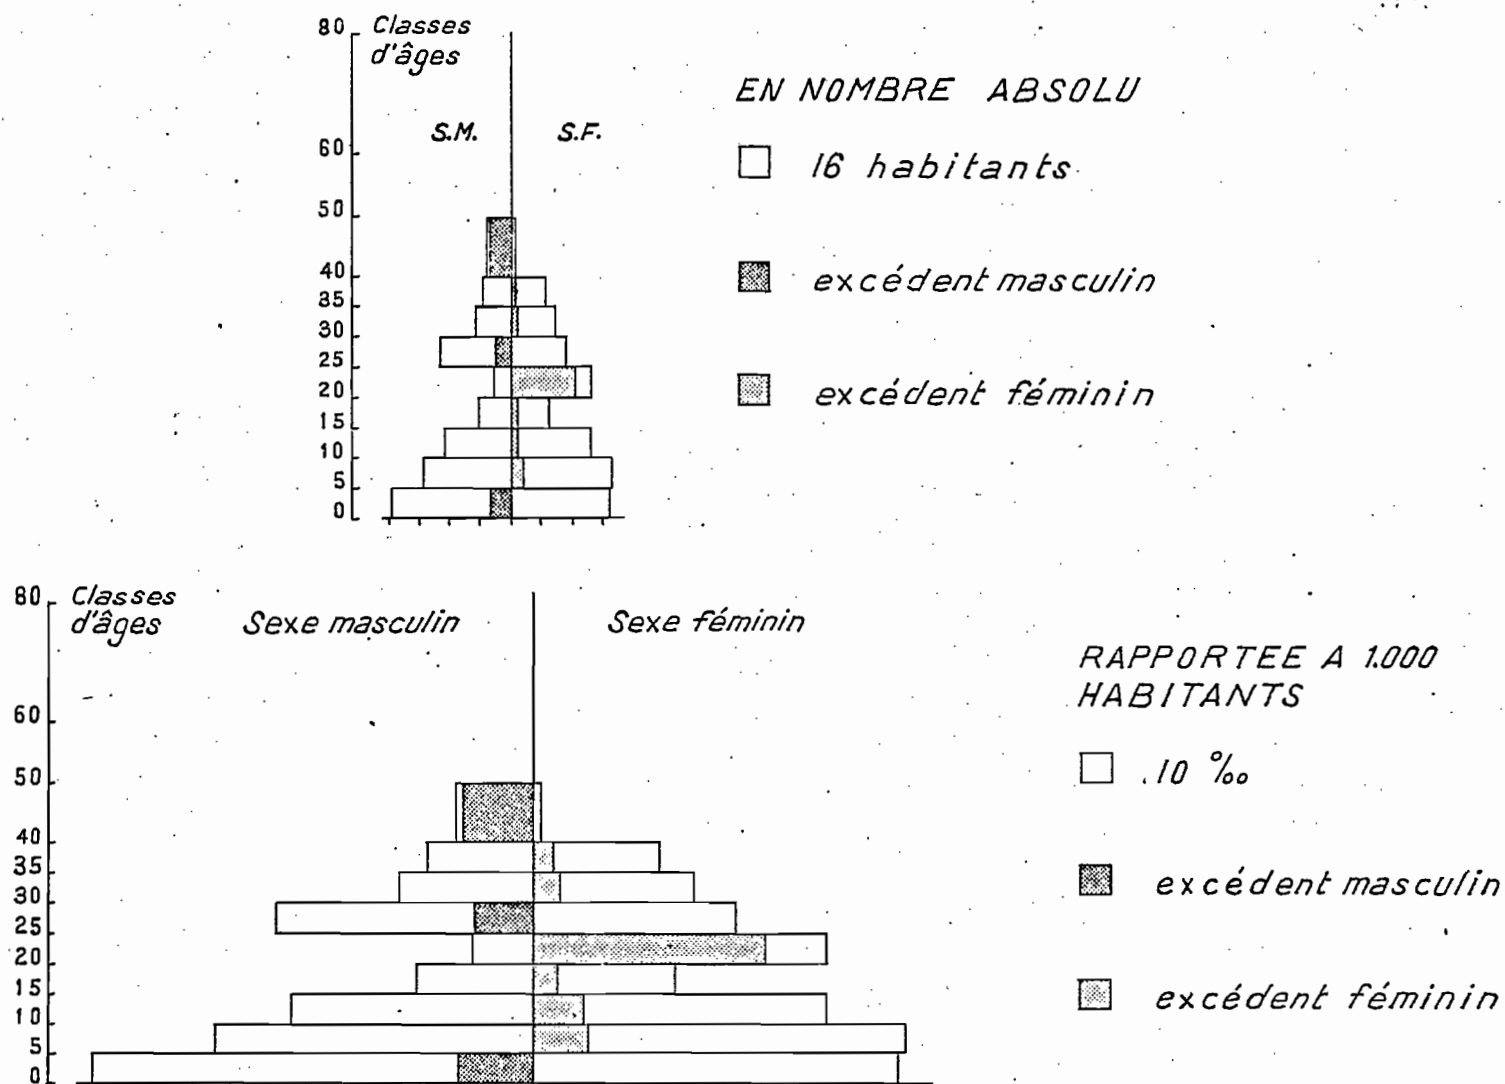 80 Classes
d'âges
S.M. S.F.
60
50
40
35
30
25
20
15
10
5
0
EN NOMBRE ABSOLU
16 habitants
excédent masculin
excédent féminin
80 Classes
d'âges
Sexe masculin Sexe féminin
60
50
40
35
30
25
20
15
10
5
0
RAPPORTEE A 1.000
HABITANTS
10 ‰
excédent masculin
excédent féminin